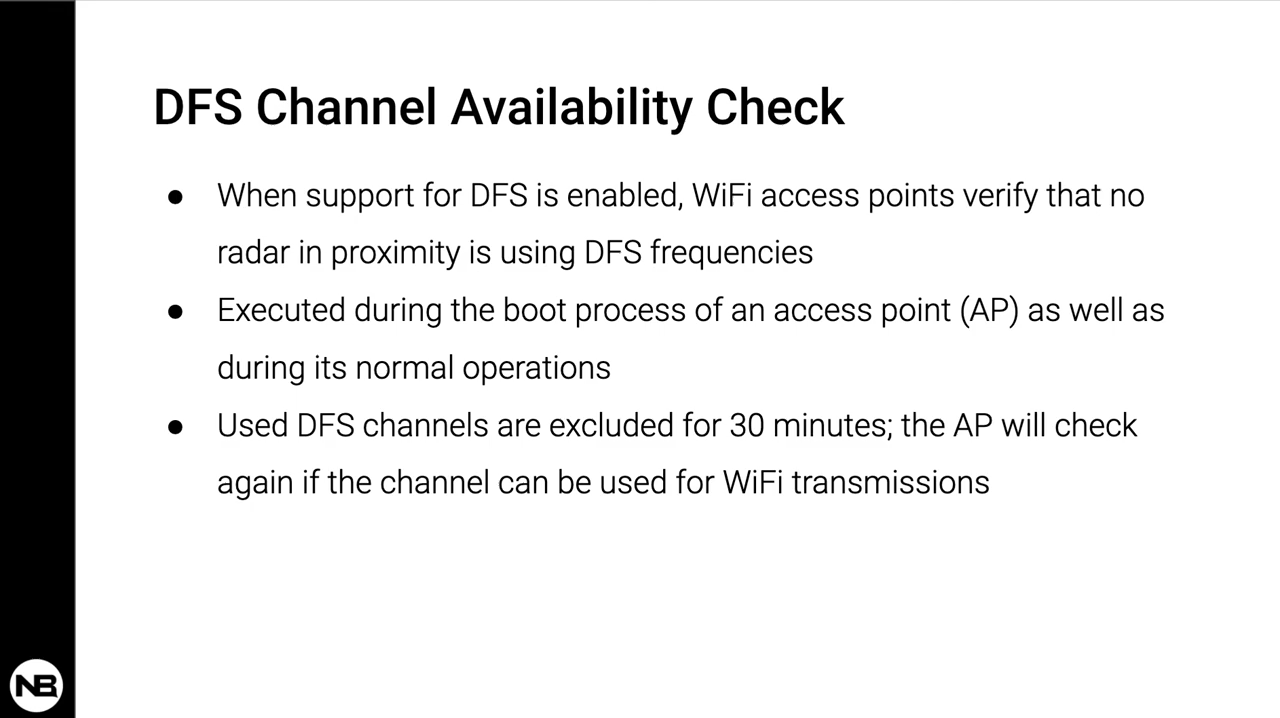 DFS Channel Availability Check
● When support for DFS is enabled, WiFi access points verify that no
radar in proximity is using DFS frequencies
● Executed during the boot process of an access point (AP) as well as
during its normal operations
● Used DFS channels are excluded for 30 minutes; the AP will check
again if the channel can be used for WiFi transmissions
NB